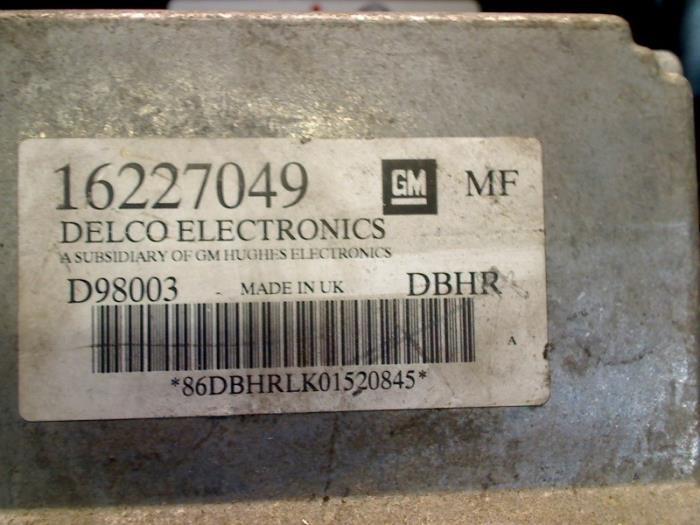 16227049 GM MF
DELCO ELECTRONICS
A SUBSIDIARY OF GM HUGHES ELECTRONICS
D98003 MADE IN UK DBHR
A
*86DBHRLK01520845*